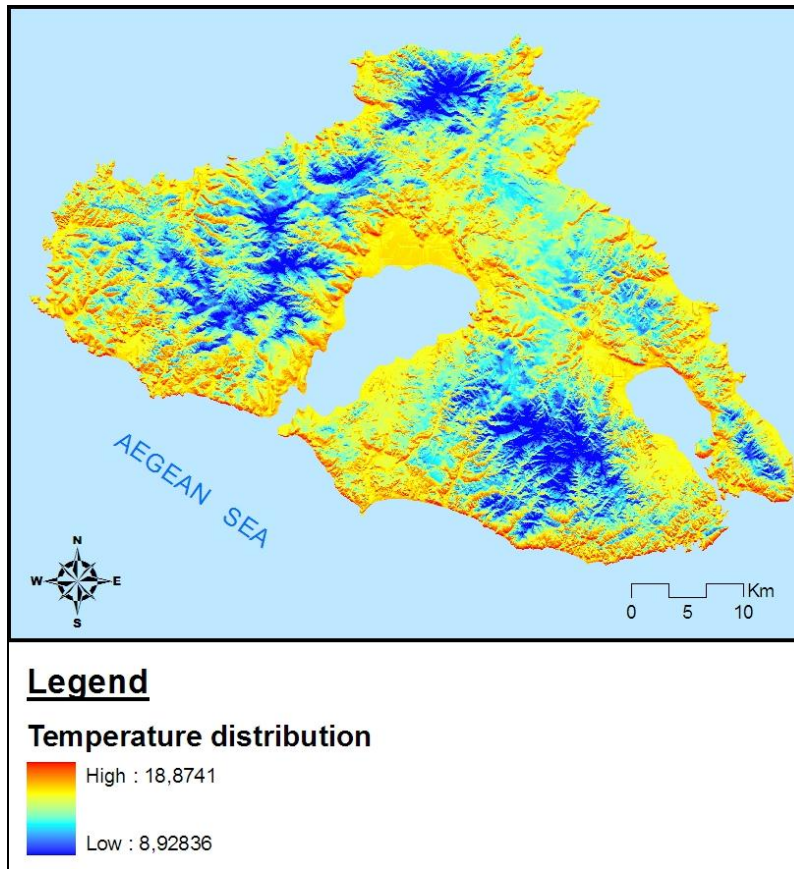 AEGEAN SEA
N
W E
S
Km
0 5 10
Legend
Temperature distribution
High : 18,8741
Low : 8,92836